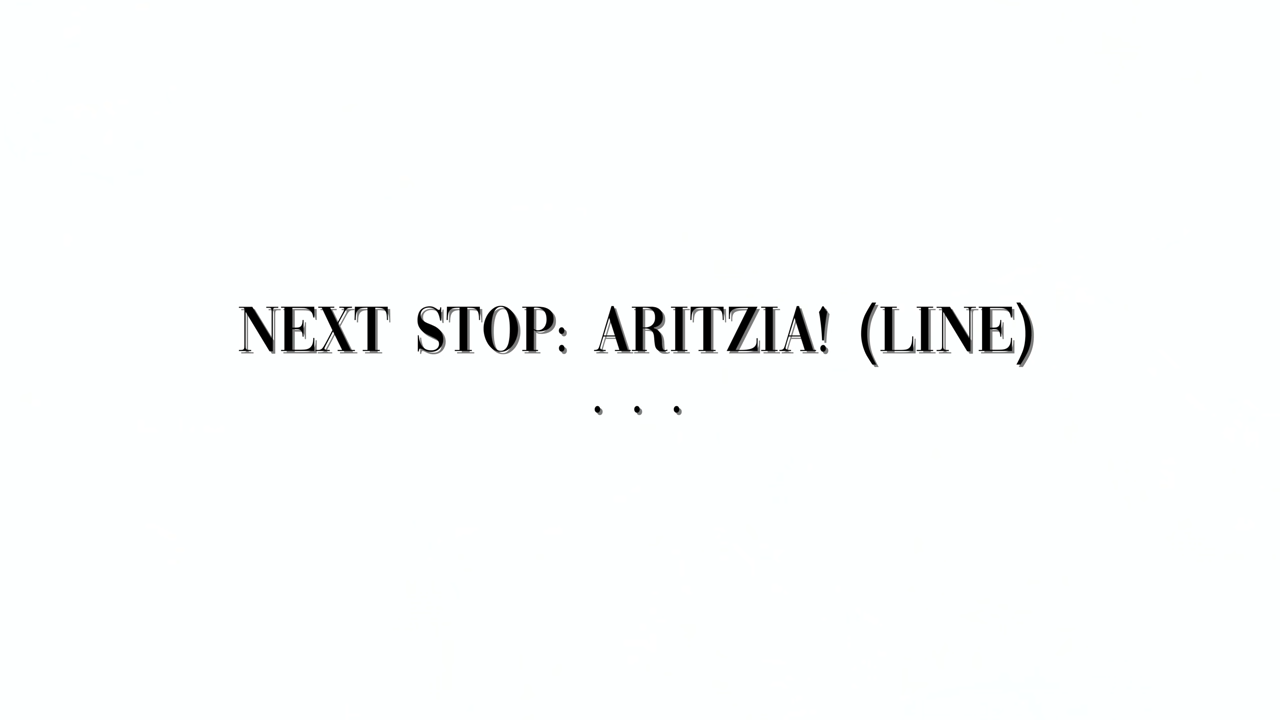 NEXT STOP: ARITZIA! (LINE)
. . .